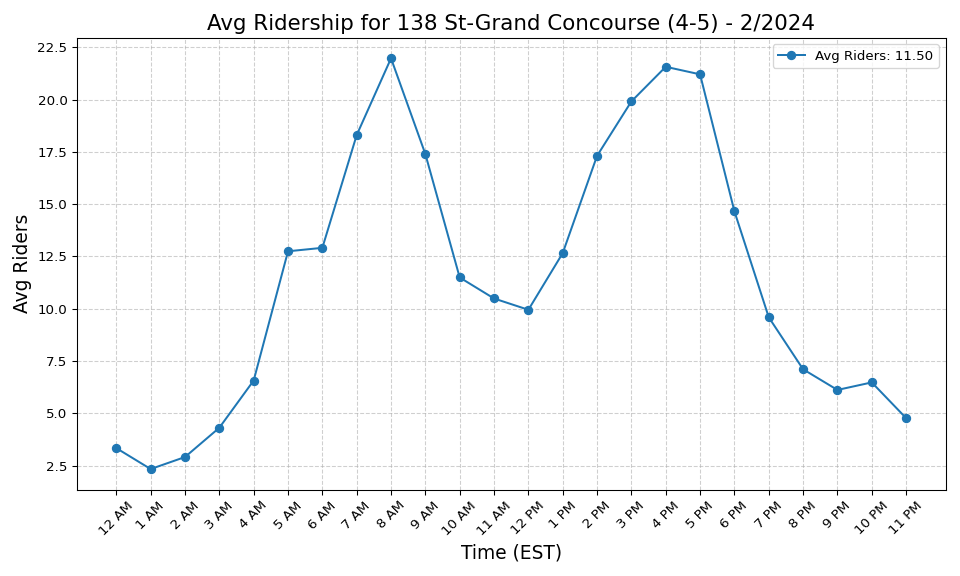 Avg Ridership for 138 St-Grand Concourse (4-5) - 2/2024
Avg Riders: 11.50
22.5
20.0
17.5
15.0
12.5
10.0
7.5
5.0
2.5
Avg Riders
12 AM 1 AM 2 AM 3 AM 4 AM 5 AM 6 AM 7 AM 8 AM 9 AM 10 AM 11 AM 12 PM 1 PM 2 PM 3 PM 4 PM 5 PM 6 PM 7 PM 8 PM 9 PM 10 PM 11 PM
Time (EST)